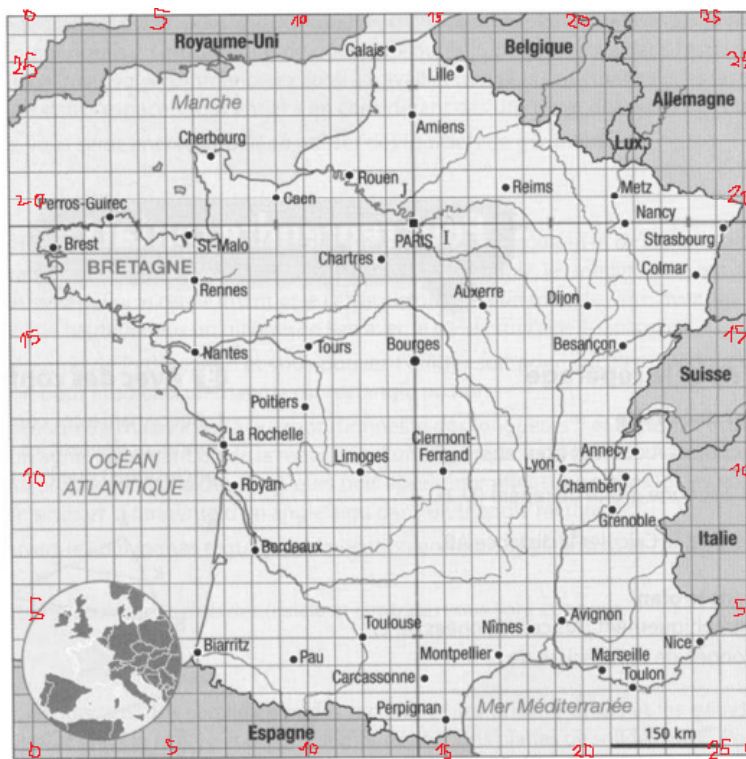 0 5 10 15 20 25
Royaume-Uni
Calais
Belgique
25
Lille
25
Allemagne
Manche
Amiens
Cherbourg
Lux.
Rouen
J
Reims
Metz
20
Perros-Guirec
Caen
20
Nancy
PARIS
I
Strasbourg
Brest
St-Malo
BRETAGNE
Chartres
Colmar
Rennes
Auxerre
Dijon
15
Nantes
Tours
Bourges
Besançon
15
Suisse
Poitiers
La Rochelle
Clermont-
Ferrand
OCÉAN
ATLANTIQUE
Limoges
Lyon
Annecy
10
Chambéry
10
Royan
Grenoble
Italie
Bordeaux
5
Toulouse
Avignon
5
Nîmes
Biarritz
Pau
Montpellier
Marseille
Nice
Carcassonne
Toulon
Perpignan
Mer Méditerranée
Espagne
150 km
0 5 10 15 20 25